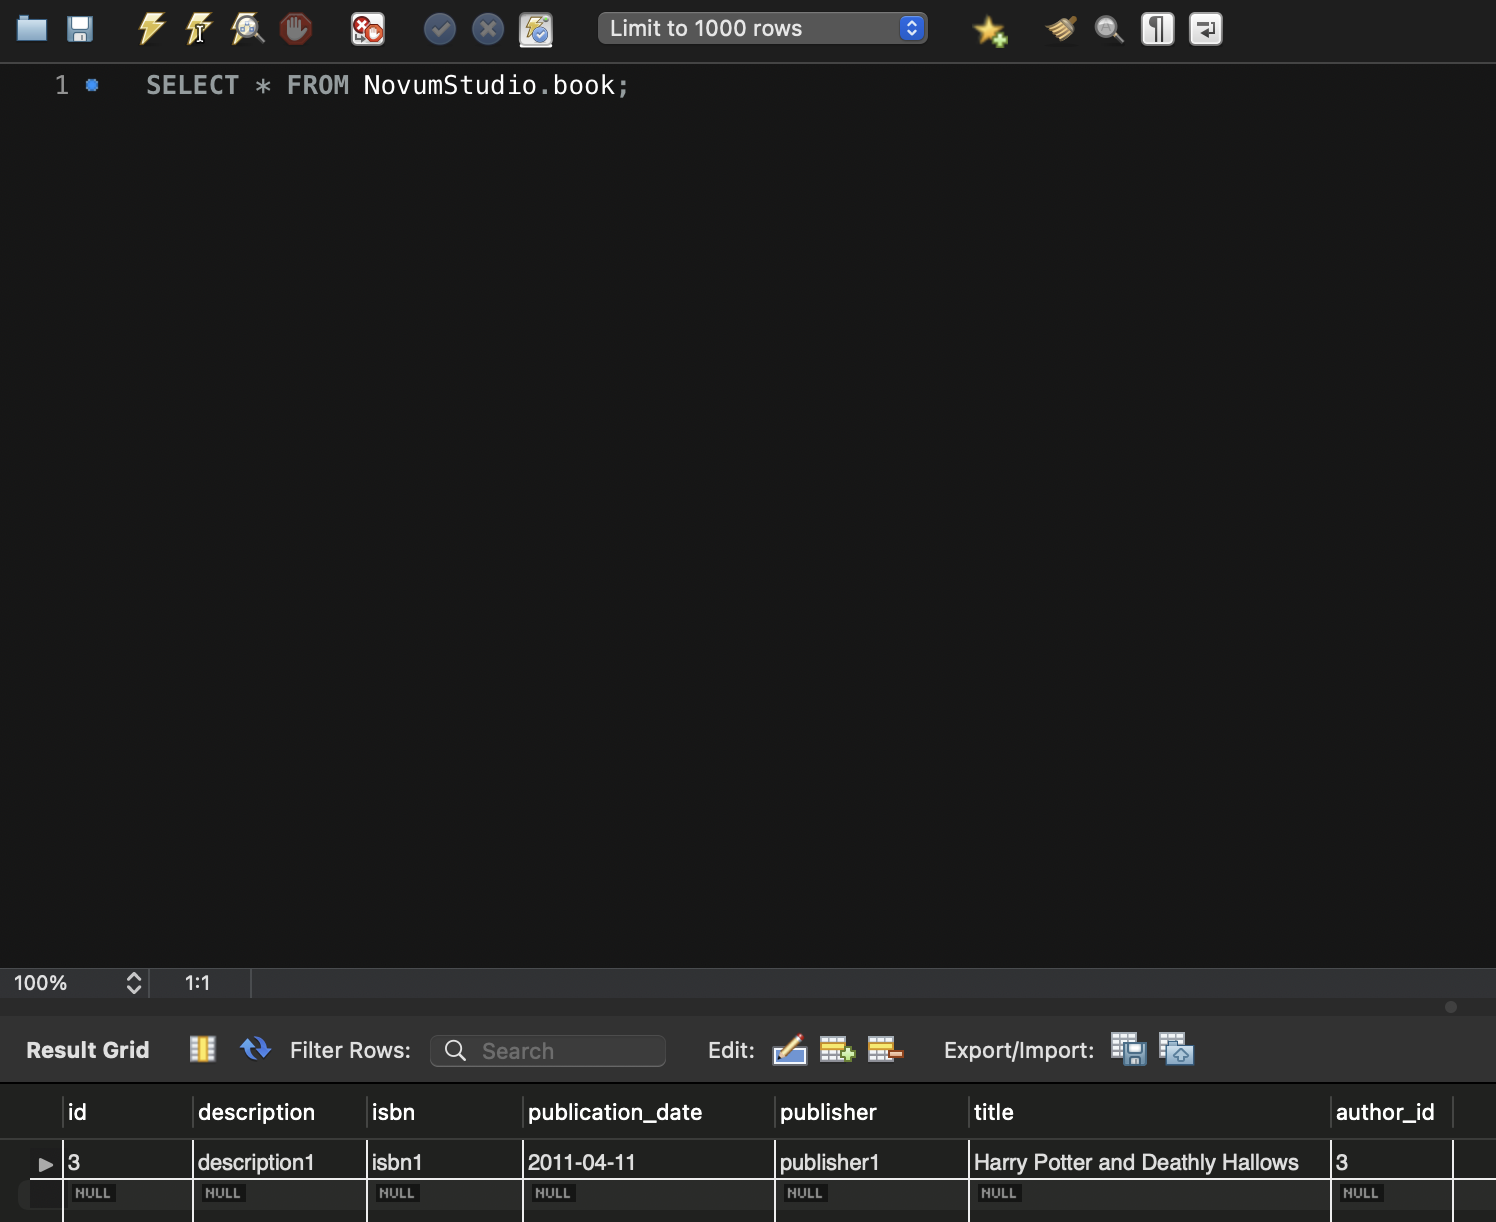 Limit to 1000 rows
1 SELECT * FROM NovumStudio.book;
100% 1:1
Result Grid Filter Rows: Search Edit: Export/Import:
id description isbn publication_date publisher title author_id
3 description1 isbn1 2011-04-11 publisher1 Harry Potter and Deathly Hallows 3
NULL NULL NULL NULL NULL NULL NULL